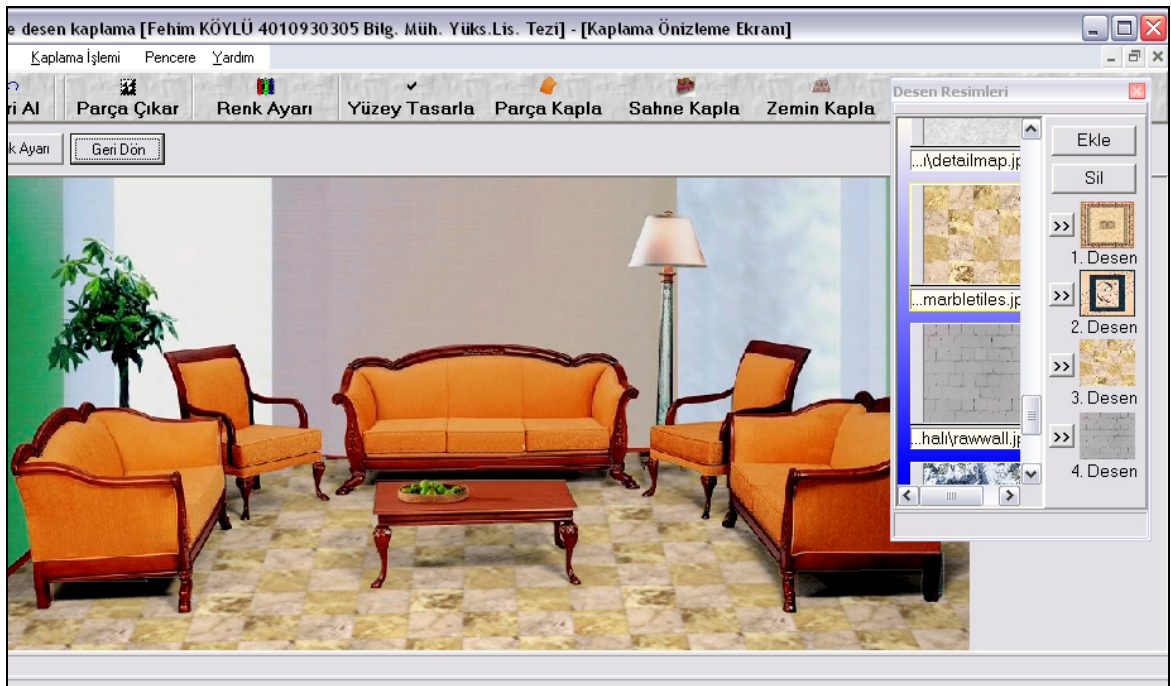 e desen kaplama [Fehim KÖYLÜ 4010930305 Bilg. Müh. Yüks.Lis. Tezi] - [Kaplama Önizleme Ekranı]
Kaplama İşlemi Pencere Yardım
ri Al Parça Çıkar Renk Ayarı Yüzey Tasarla Parça Kapla Sahne Kapla Zemin Kapla
k Ayarı Geri Dön
Desen Resimleri
...\detailmap.jp
...marbletiles.jp
...hali\rawwall.jp
Ekle
Sil
>>
1. Desen
>>
2. Desen
>>
3. Desen
>>
4. Desen